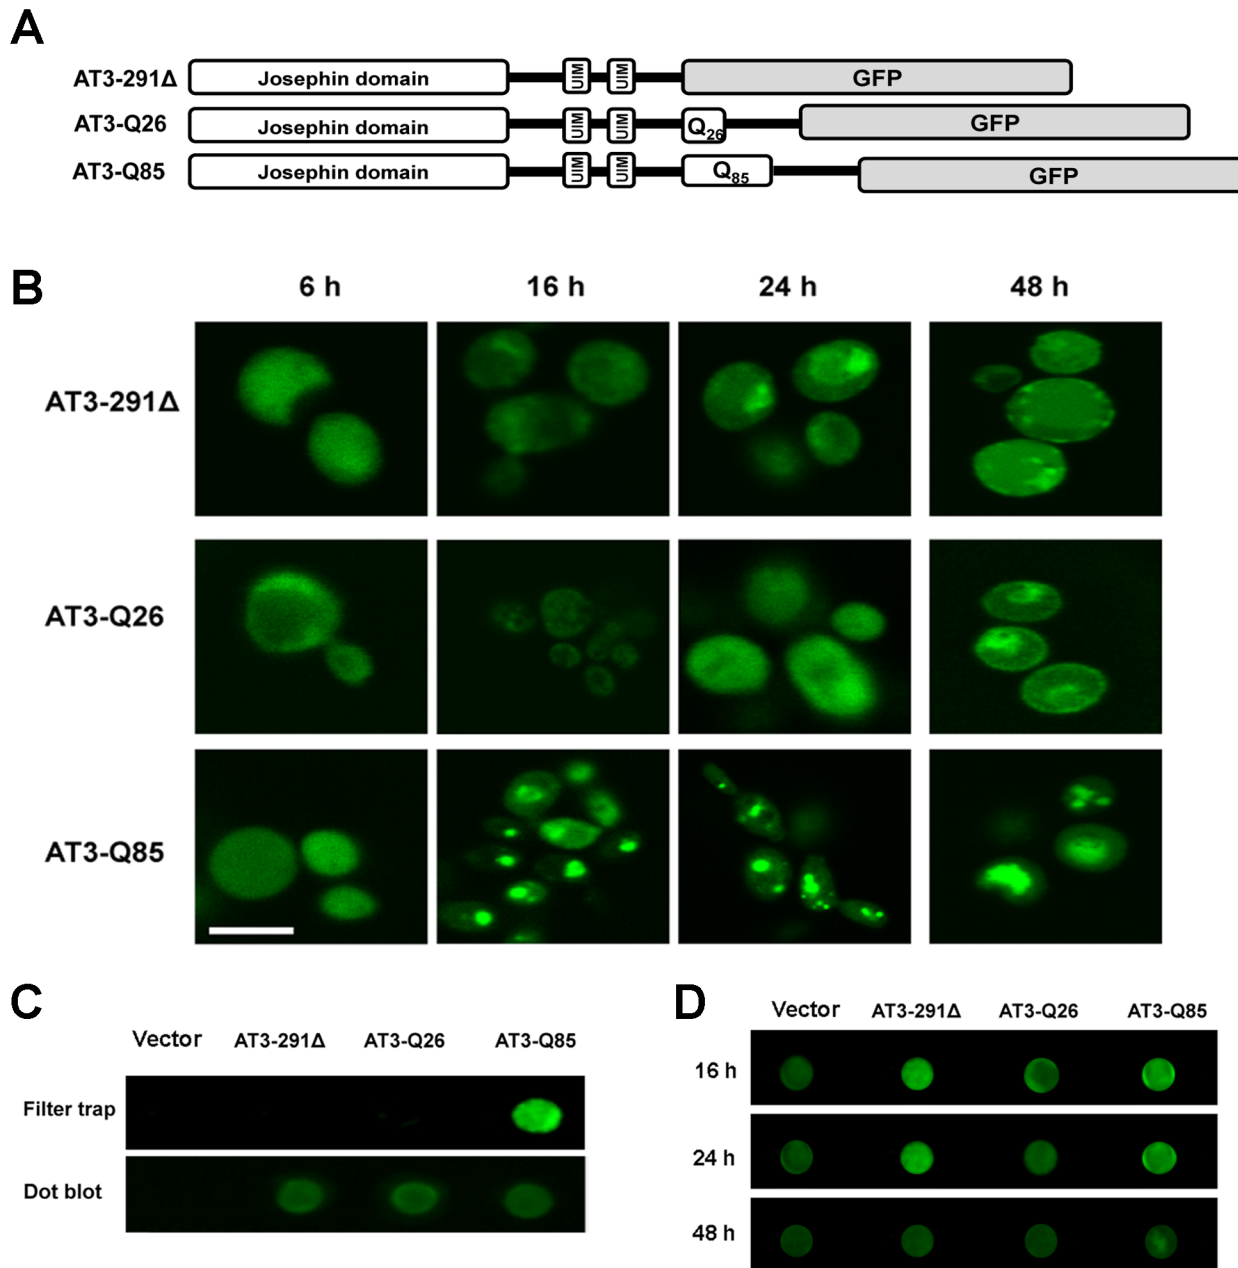 A
AT3-291Δ Josephin domain UIM UIM GFP
AT3-Q26 Josephin domain UIM UIM Q26 GFP
AT3-Q85 Josephin domain UIM UIM Q85 GFP
B
6 h 16 h 24 h 48 h
AT3-291Δ
AT3-Q26
AT3-Q85
C
Vector AT3-291Δ AT3-Q26 AT3-Q85
Filter trap
Dot blot
D
Vector AT3-291Δ AT3-Q26 AT3-Q85
16 h
24 h
48 h